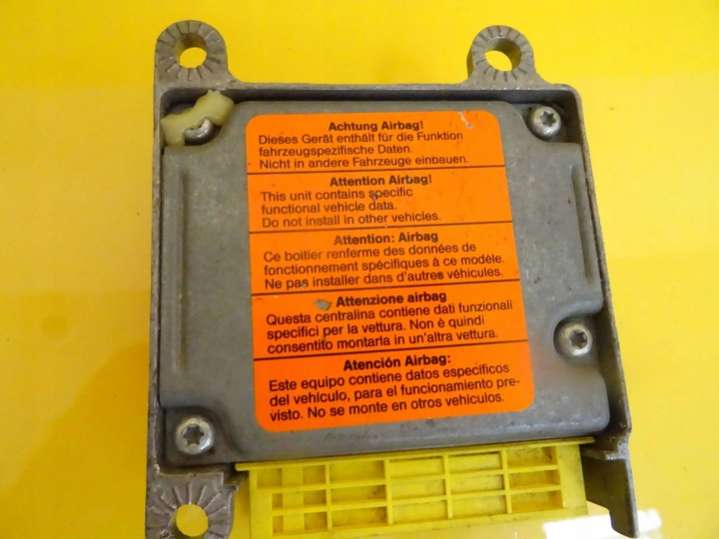 Achtung Airbag!
Dieses Gerät enthält für die Funktion
fahrzeugspezifische Daten.
Nicht in andere Fahrzeuge einbauen.
Attention Airbag!
This unit contains specific
functional vehicle data.
Do not install in other vehicles.
Attention: Airbag
Ce boitier renferme des données de
fonctionnement spécifiques à ce modèle.
Ne pas installer dans d'autres véhicules.
Attenzione airbag
Questa centralina contiene dati funzionali
specifici per la vettura. Non è quindi
consentito montarla in un'altra vettura.
Atención Airbag:
Este equipo contiene datos especificos
del vehiculo, para el funcionamiento pre-
visto. No se monte en otros vehiculos.